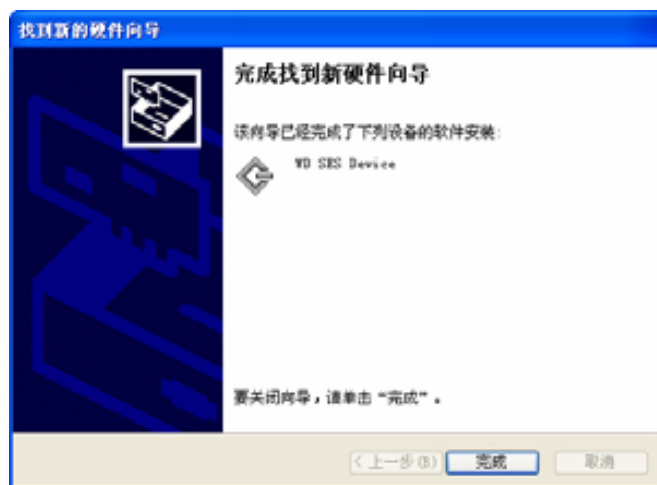 找到新的硬件向导
完成找到新硬件向导
该向导已经完成了下列设备的软件安装:
WD SES Device
要关闭向导，请单击“完成”。
< 上一步(B)
完成
取消